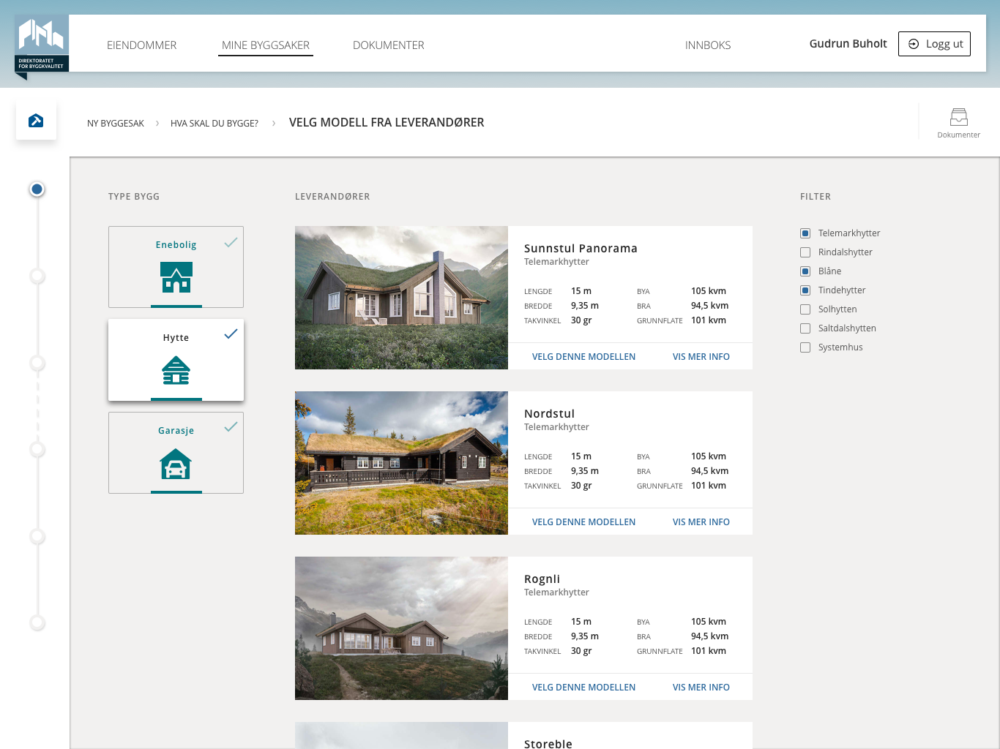 DIREKTORATET
FOR BYGGKVALITET
EIENDOMMER
MINE BYGGSAKER
DOKUMENTER
INNBOKS
Gudrun Buholt
Logg ut
NY BYGGESAK › HVA SKAL DU BYGGE? › VELG MODELL FRA LEVERANDØRER
Dokumenter
TYPE BYGG
Enebolig
Hytte
Garasje
LEVERANDØRER
Sunnstul Panorama
Telemarkhytter
LENGDE 15 m BYA 105 kvm
BREDDE 9,35 m BRA 94,5 kvm
TAKVINKEL 30 gr GRUNNFLATE 101 kvm
VELG DENNE MODELLEN VIS MER INFO
Nordstul
Telemarkhytter
LENGDE 15 m BYA 105 kvm
BREDDE 9,35 m BRA 94,5 kvm
TAKVINKEL 30 gr GRUNNFLATE 101 kvm
VELG DENNE MODELLEN VIS MER INFO
Rognli
Telemarkhytter
LENGDE 15 m BYA 105 kvm
BREDDE 9,35 m BRA 94,5 kvm
TAKVINKEL 30 gr GRUNNFLATE 101 kvm
VELG DENNE MODELLEN VIS MER INFO
Storeble
FILTER
Telemarkhytter
Rindalshytter
Blåne
Tindehytter
Solhytten
Saltdalshytten
Systemhus